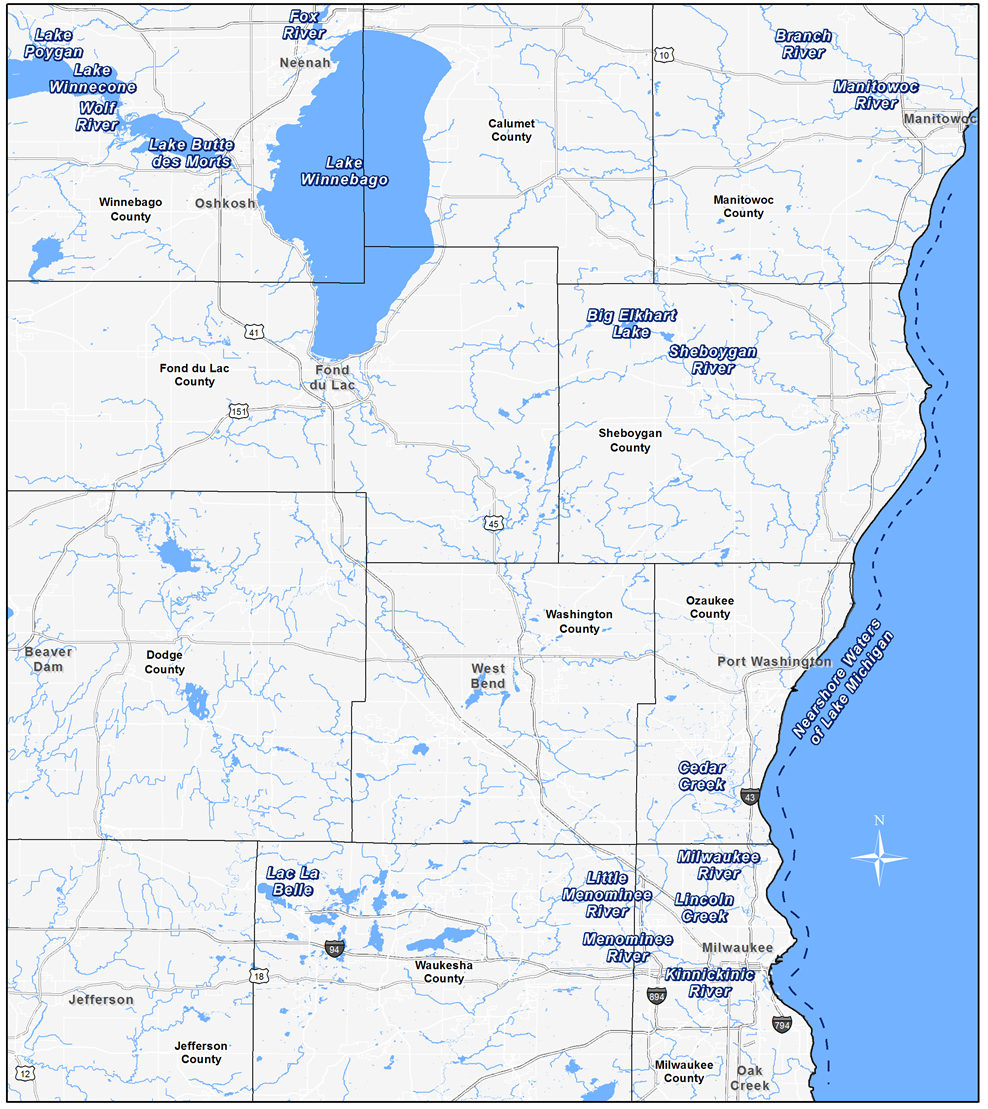 Fox
River
Lake
Poygan
Branch
River
10
Neenah
Lake
Winnecone
Manitowoc
River
Wolf
River
Manitowoc
Calumet
County
Lake Butte
des Morts
Lake
Winnebago
Winnebago
County
Oshkosh
Manitowoc
County
Big Elkhart
Lake
41
Sheboygan
River
Fond du Lac
County
Fond
du Lac
151
Sheboygan
County
45
Washington
County
Ozaukee
County
Beaver
Dam
Dodge
County
West
Bend
Port Washington
Nearshore Waters
of Lake Michigan
Cedar
Creek
43
N
Milwaukee
River
Lac La
Belle
Little
Menominee
River
Lincoln
Creek
Menominee
River
Milwaukee
94
Waukesha
County
18
Kinnickinic
River
894
Jefferson
794
Jefferson
County
Milwaukee
County
Oak
Creek
12